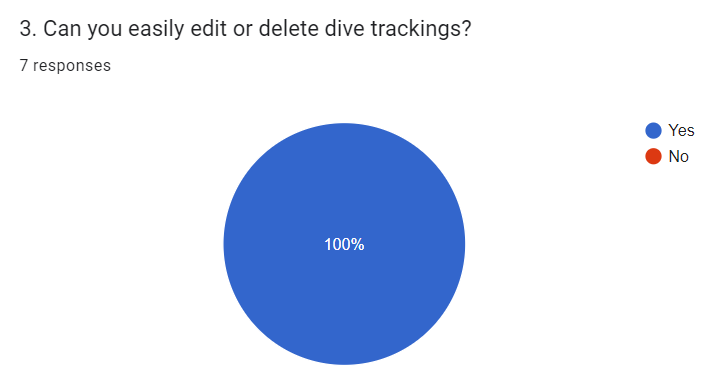 3. Can you easily edit or delete dive trackings?
7 responses
Yes
No
100%